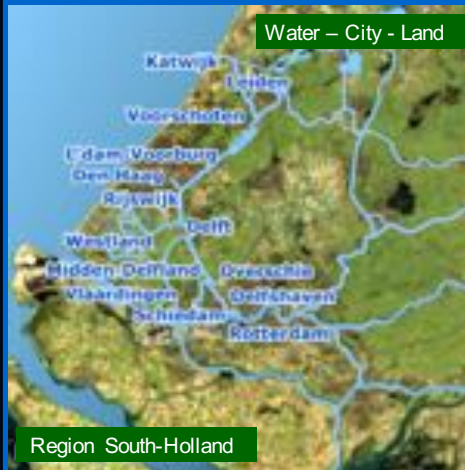 Water – City - Land
Katwijk
Leiden
Voorschoten
L'dam-Voorburg
Den Haag
Rijswijk
Delft
Westland
Midden-Delfland
Overschie
Vlaardingen
Delfshaven
Schiedam
Rotterdam
Region South-Holland